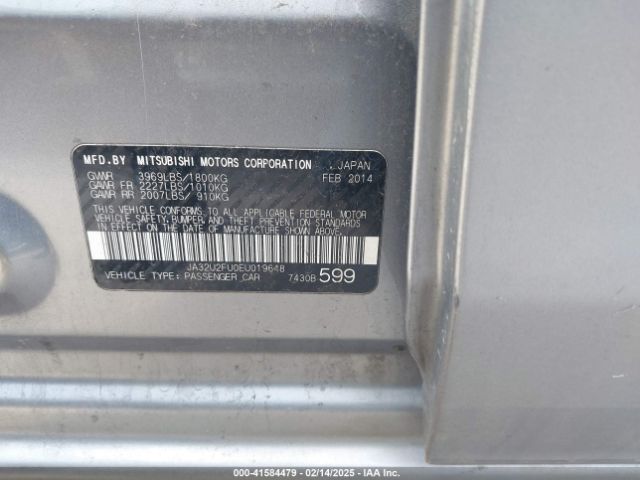 MFD.BY MITSUBISHI MOTORS CORPORATION JAPAN
GVWR 3969LBS/1800KG FEB 2014
GAWR FR 2227LBS/1010KG
GAWR RR 2007LBS/ 910KG
THIS VEHICLE CONFORMS TO ALL APPLICABLE FEDERAL MOTOR
VEHICLE SAFETY, BUMPER, AND THEFT PREVENTION STANDARDS
IN EFFECT ON THE DATE OF MANUFACTURE SHOWN ABOVE.
JA32U2FU0EU019648
VEHICLE TYPE: PASSENGER CAR 7430B 599
000-41584479 — 02/14/2025 — IAA Inc.